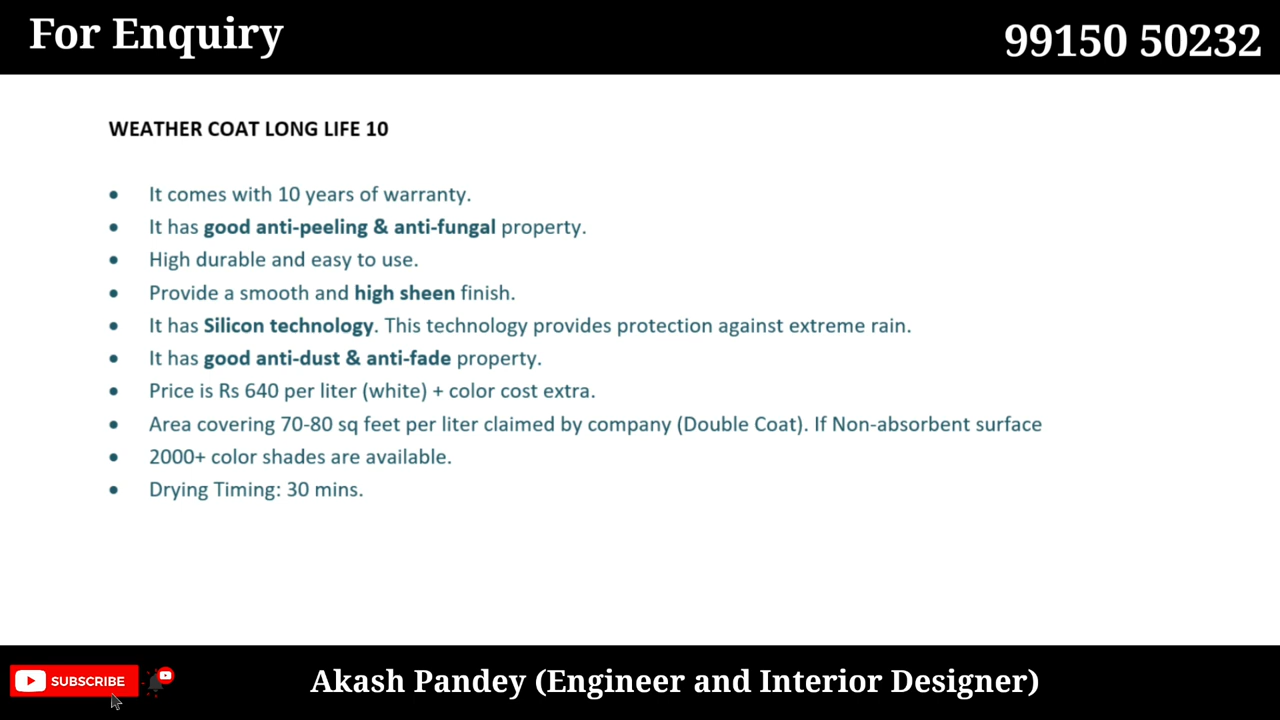 For Enquiry
99150 50232
WEATHER COAT LONG LIFE 10
• It comes with 10 years of warranty.
• It has good anti-peeling & anti-fungal property.
• High durable and easy to use.
• Provide a smooth and high sheen finish.
• It has Silicon technology. This technology provides protection against extreme rain.
• It has good anti-dust & anti-fade property.
• Price is Rs 640 per liter (white) + color cost extra.
• Area covering 70-80 sq feet per liter claimed by company (Double Coat). If Non-absorbent surface
• 2000+ color shades are available.
• Drying Timing: 30 mins.
SUBSCRIBE
Akash Pandey (Engineer and Interior Designer)